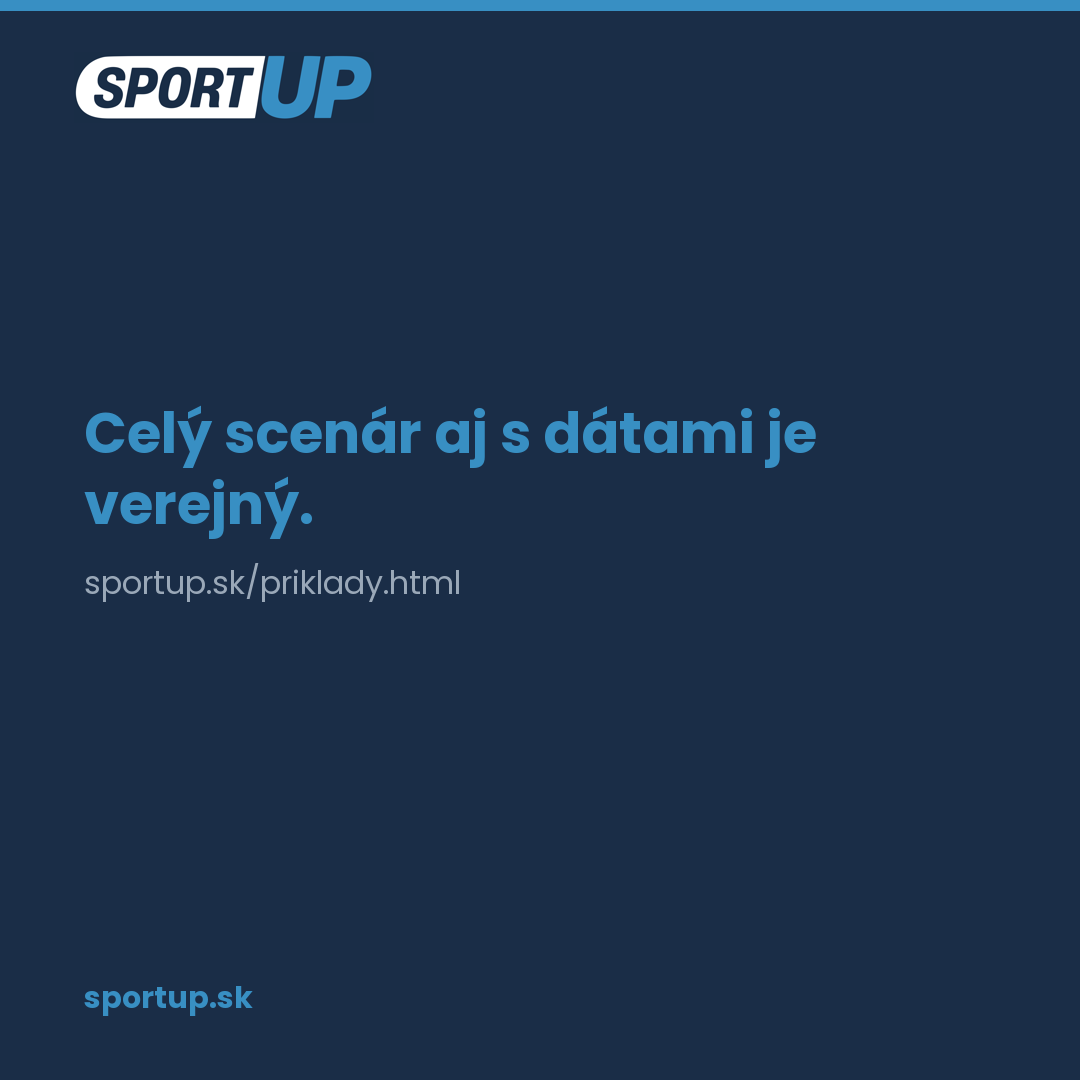 SPORTUP
Celý scenár aj s dátami je
verejný.
sportup.sk/priklady.html
sportup.sk